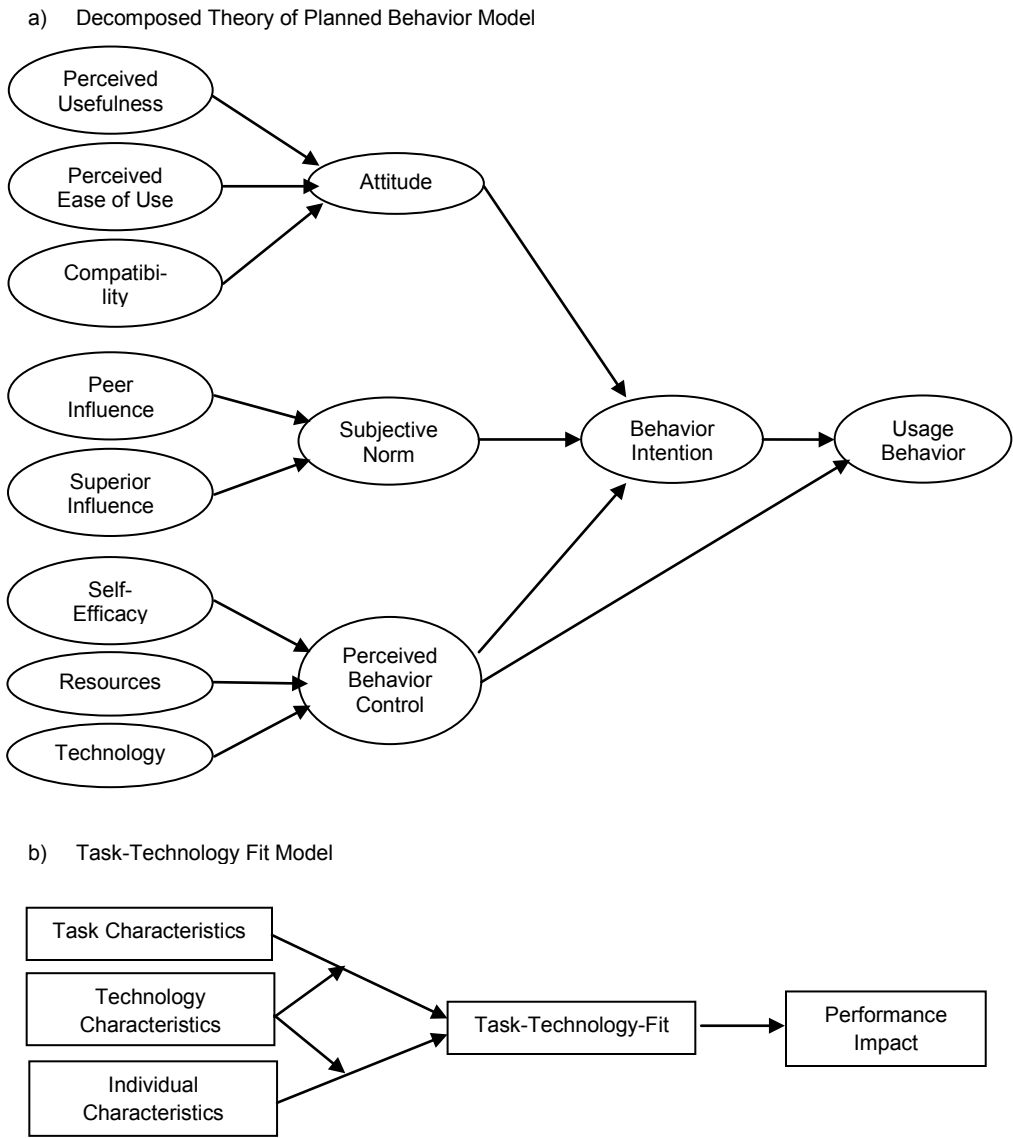 a) Decomposed Theory of Planned Behavior Model
Perceived
Usefulness
Perceived
Ease of Use
Attitude
Compatibi-
lity
Peer
Influence
Subjective
Norm
Behavior
Intention
Usage
Behavior
Superior
Influence
Self-
Efficacy
Resources
Perceived
Behavior
Control
Technology
b) Task-Technology Fit Model
Task Characteristics
Technology
Characteristics
Task-Technology-Fit
Performance
Impact
Individual
Characteristics